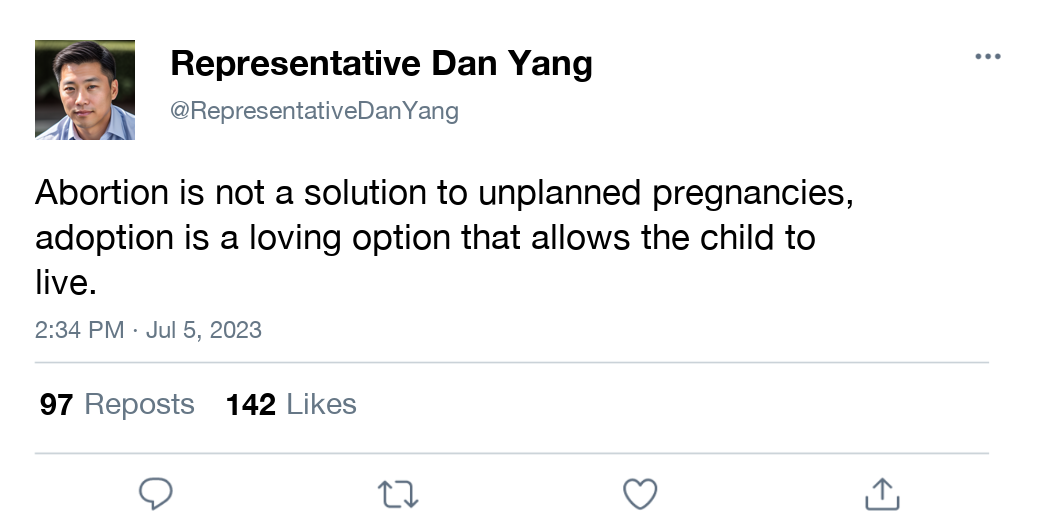 Representative Dan Yang
@RepresentativeDanYang
Abortion is not a solution to unplanned pregnancies,
adoption is a loving option that allows the child to
live.
2:34 PM · Jul 5, 2023
97 Reposts 142 Likes